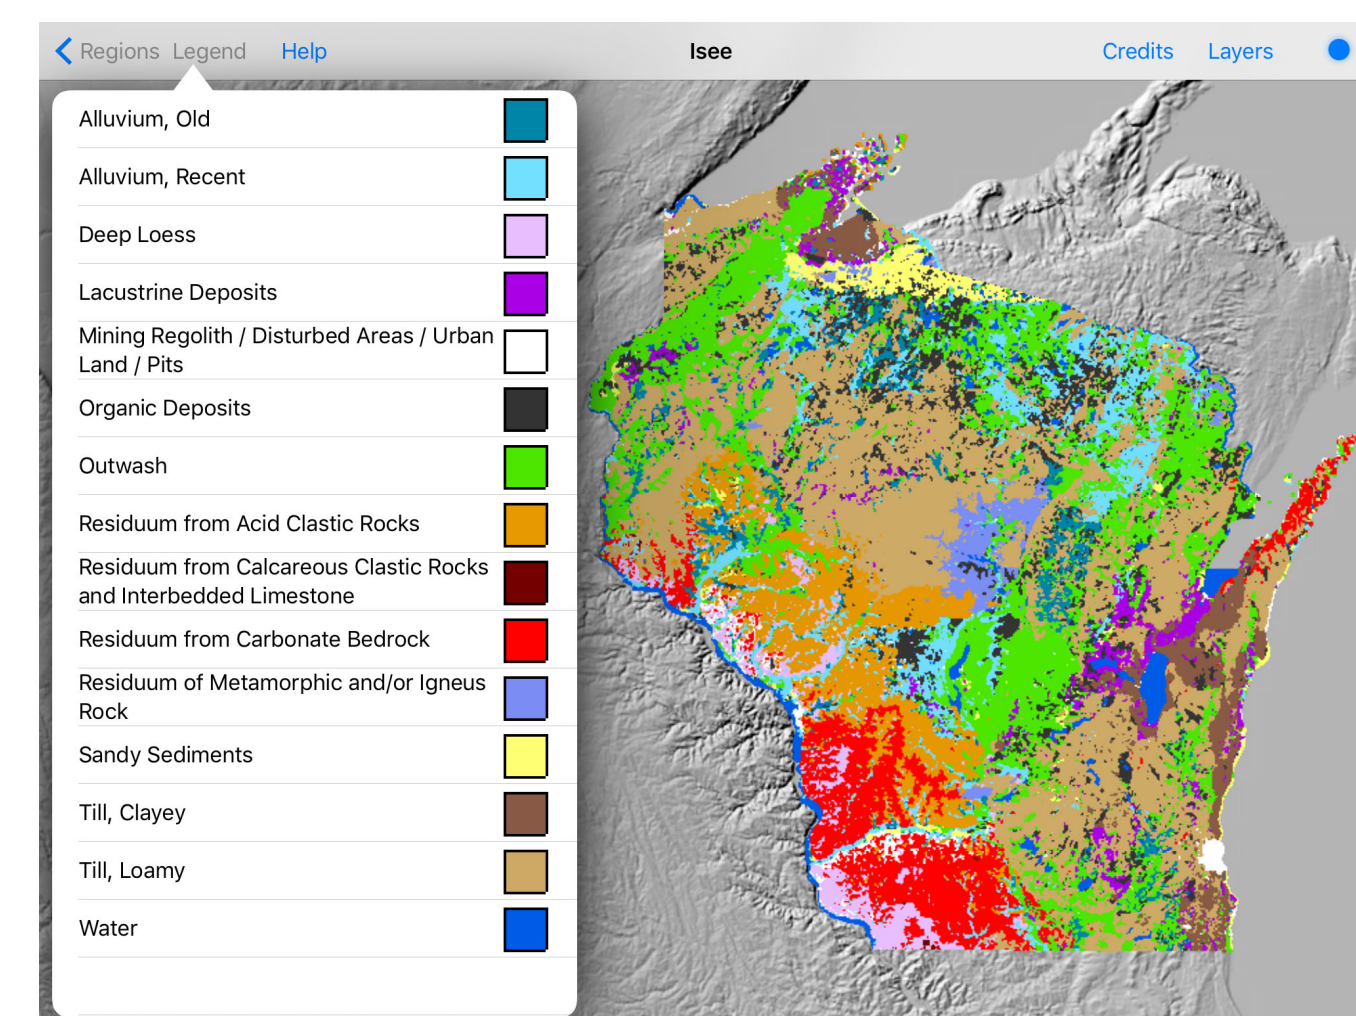 Regions Legend Help Isee Credits Layers
Alluvium, Old
Alluvium, Recent
Deep Loess
Lacustrine Deposits
Mining Regolith / Disturbed Areas / Urban
Land / Pits
Organic Deposits
Outwash
Residuum from Acid Clastic Rocks
Residuum from Calcareous Clastic Rocks
and Interbedded Limestone
Residuum from Carbonate Bedrock
Residuum of Metamorphic and/or Igneus
Rock
Sandy Sediments
Till, Clayey
Till, Loamy
Water